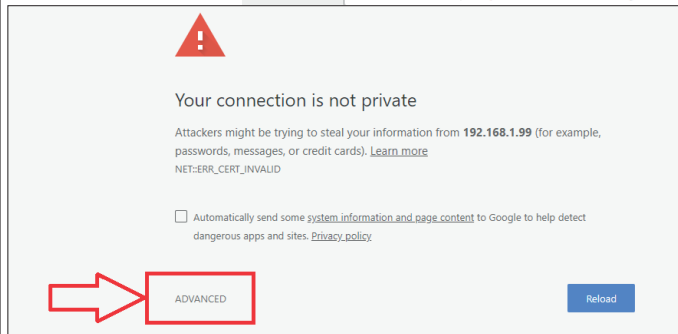 Your connection is not private
Attackers might be trying to steal your information from 192.168.1.99 (for example,
passwords, messages, or credit cards). Learn more
NET::ERR_CERT_INVALID
Automatically send some system information and page content to Google to help detect
dangerous apps and sites. Privacy policy
ADVANCED
Reload